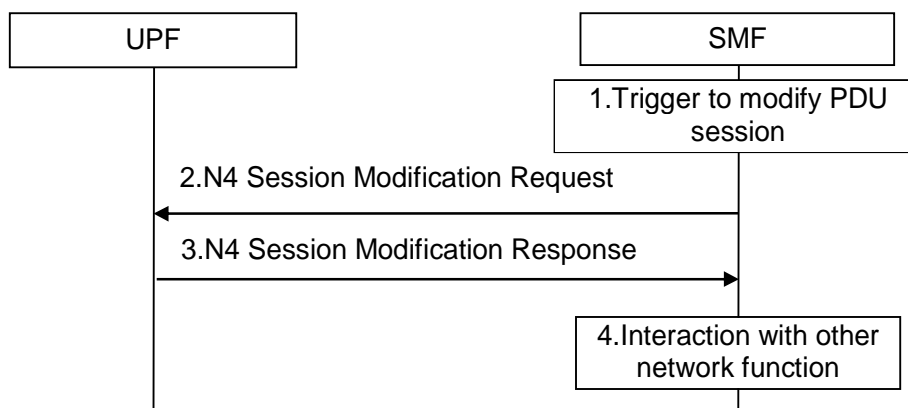 UPF
SMF
1.Trigger to modify PDU
session
2.N4 Session Modification Request
3.N4 Session Modification Response
4.Interaction with other
network function